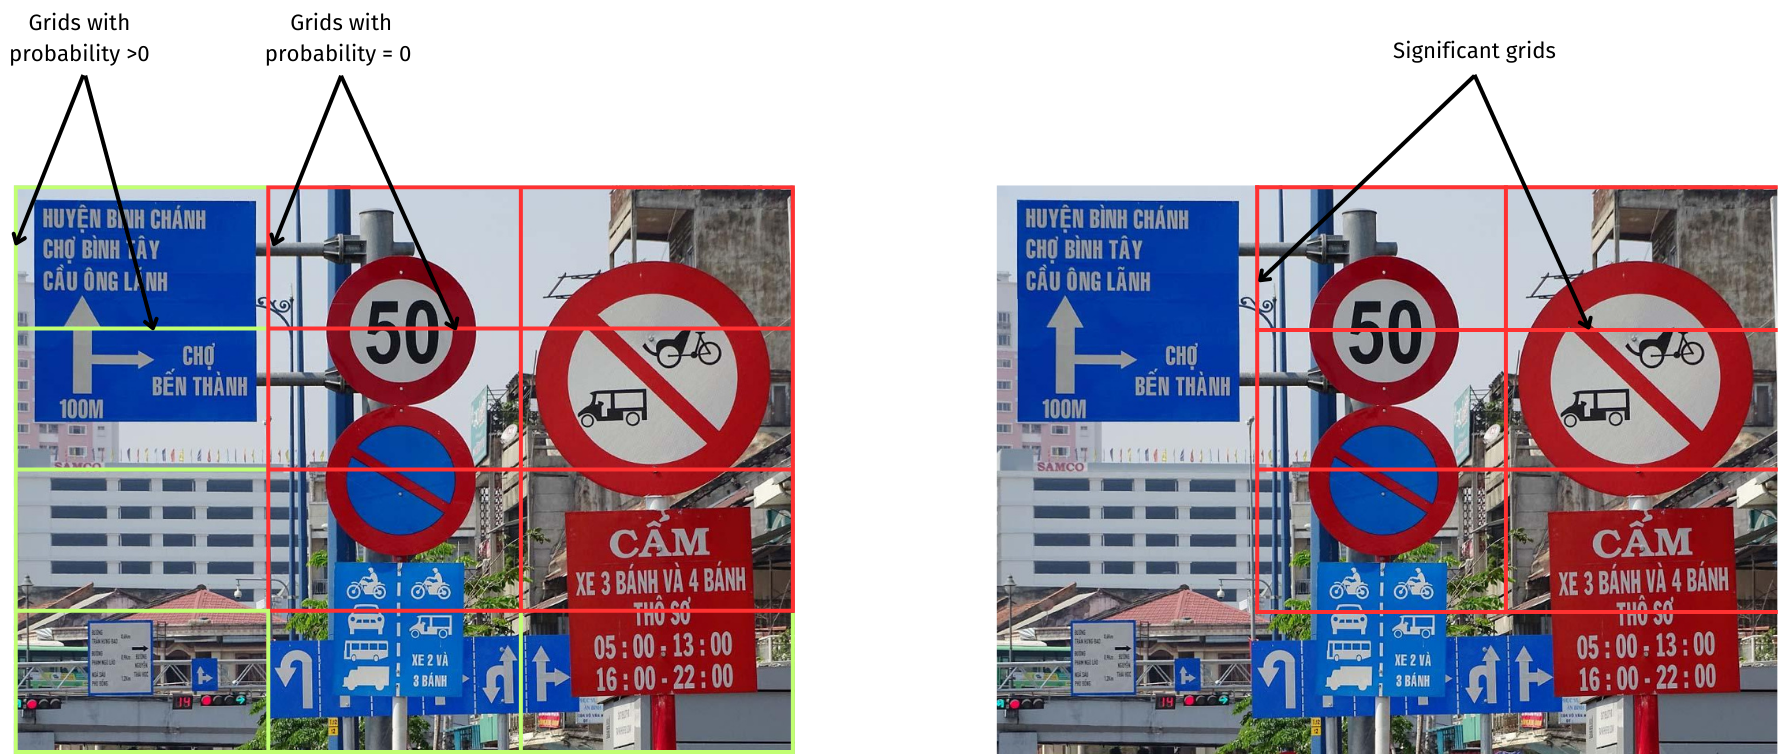 Grids with
probability >0
Grids with
probability = 0
HUYỆN BÌNH CHÁNH
CHỢ BÌNH TÂY
CẦU ÔNG LÃNH
CHỢ
BẾN THÀNH
100M
50
SAMCO
CẤM
XE 3 BÁNH VÀ 4 BÁNH
THÔ SƠ
05 : 00 - 13 : 00
16 : 00 - 22 : 00
XE 2 VÀ
3 BÁNH
19
Significant grids
HUYỆN BÌNH CHÁNH
CHỢ BÌNH TÂY
CẦU ÔNG LÃNH
CHỢ
BẾN THÀNH
100M
50
SAMCO
CẤM
XE 3 BÁNH VÀ 4 BÁNH
THÔ SƠ
05 : 00 - 13 : 00
16 : 00 - 22 : 00
XE 2 VÀ
3 BÁNH
19